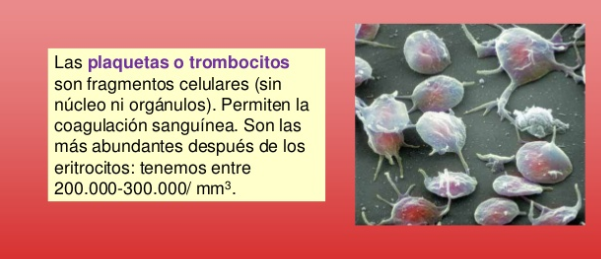 Las plaquetas o trombocitos
son fragmentos celulares (sin
núcleo ni orgánulos). Permiten la
coagulación sanguínea. Son las
más abundantes después de los
eritrocitos: tenemos entre
200.000-300.000/ mm³.